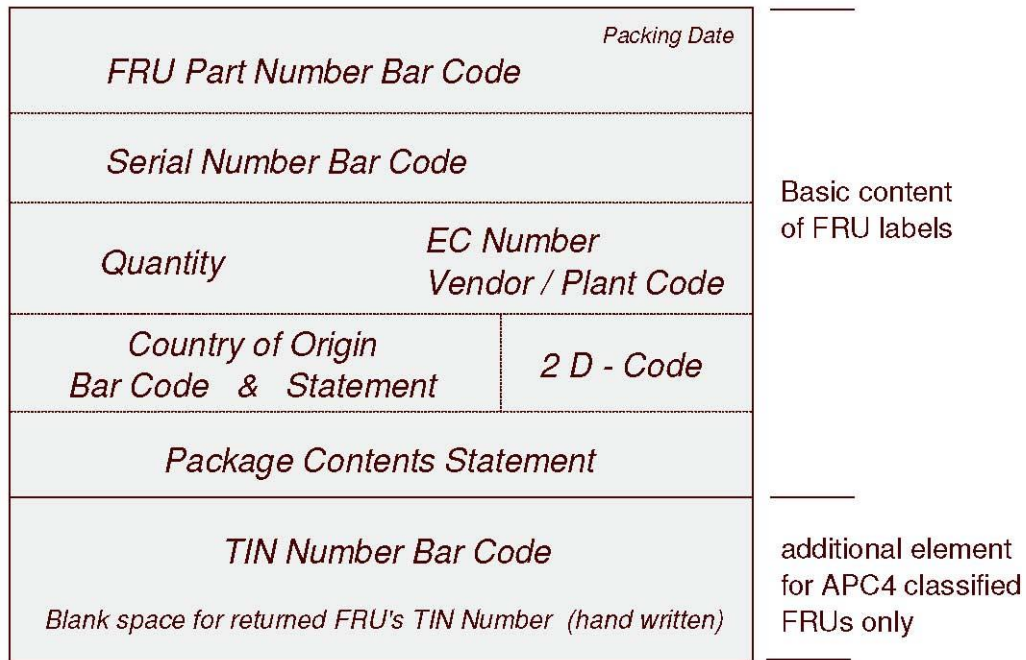 Packing Date
FRU Part Number Bar Code
Serial Number Bar Code
Quantity
EC Number
Vendor / Plant Code
Country of Origin
Bar Code & Statement
2 D - Code
Package Contents Statement
Basic content
of FRU labels
TIN Number Bar Code
Blank space for returned FRU's TIN Number (hand written)
additional element
for APC4 classified
FRUs only